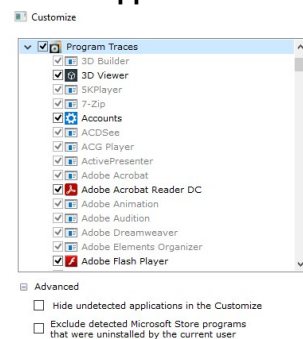 Customize
Program Traces
3D Builder
3D Viewer
5KPlayer
7-Zip
Accounts
ACDSee
ACG Player
ActivePresenter
Adobe Acrobat
Adobe Acrobat Reader DC
Adobe Animation
Adobe Audition
Adobe Dreamweaver
Adobe Elements Organizer
Adobe Flash Player
Advanced
Hide undetected applications in the Customize
Exclude detected Microsoft Store programs
that were uninstalled by the current user